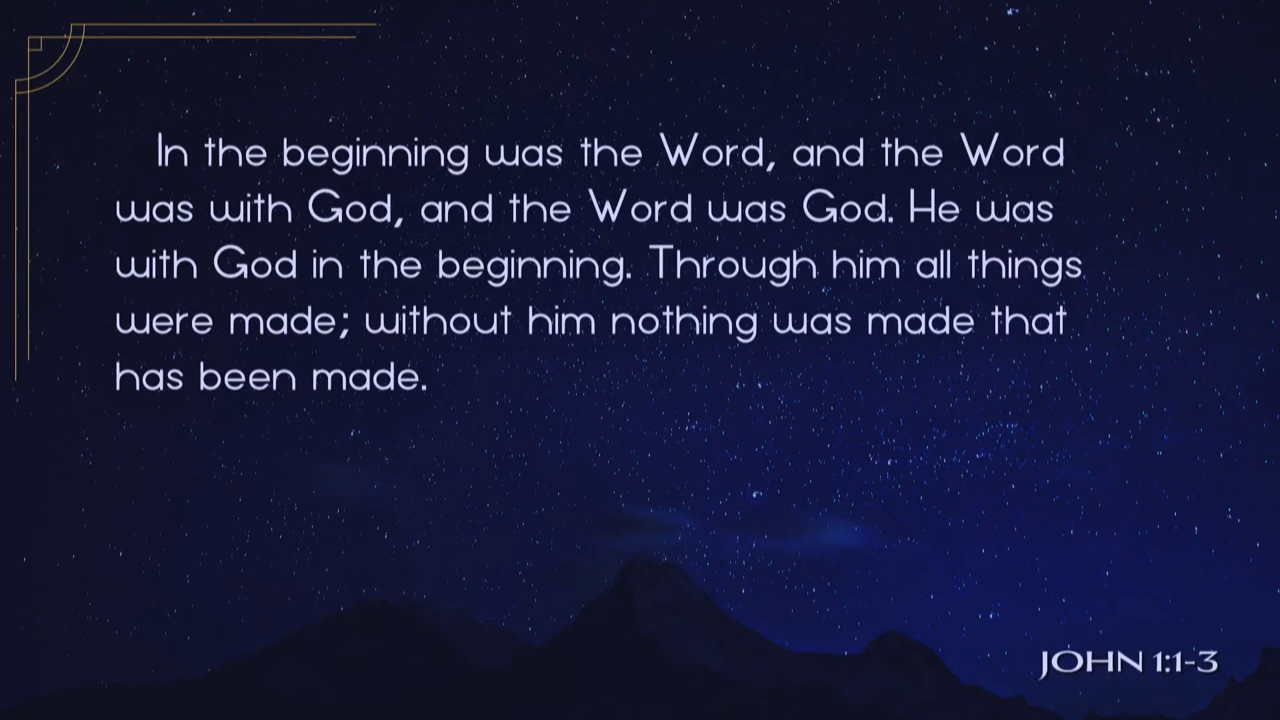 In the beginning was the Word, and the Word
was with God, and the Word was God. He was
with God in the beginning. Through him all things
were made; without him nothing was made that
has been made.
JOHN 1:1-3